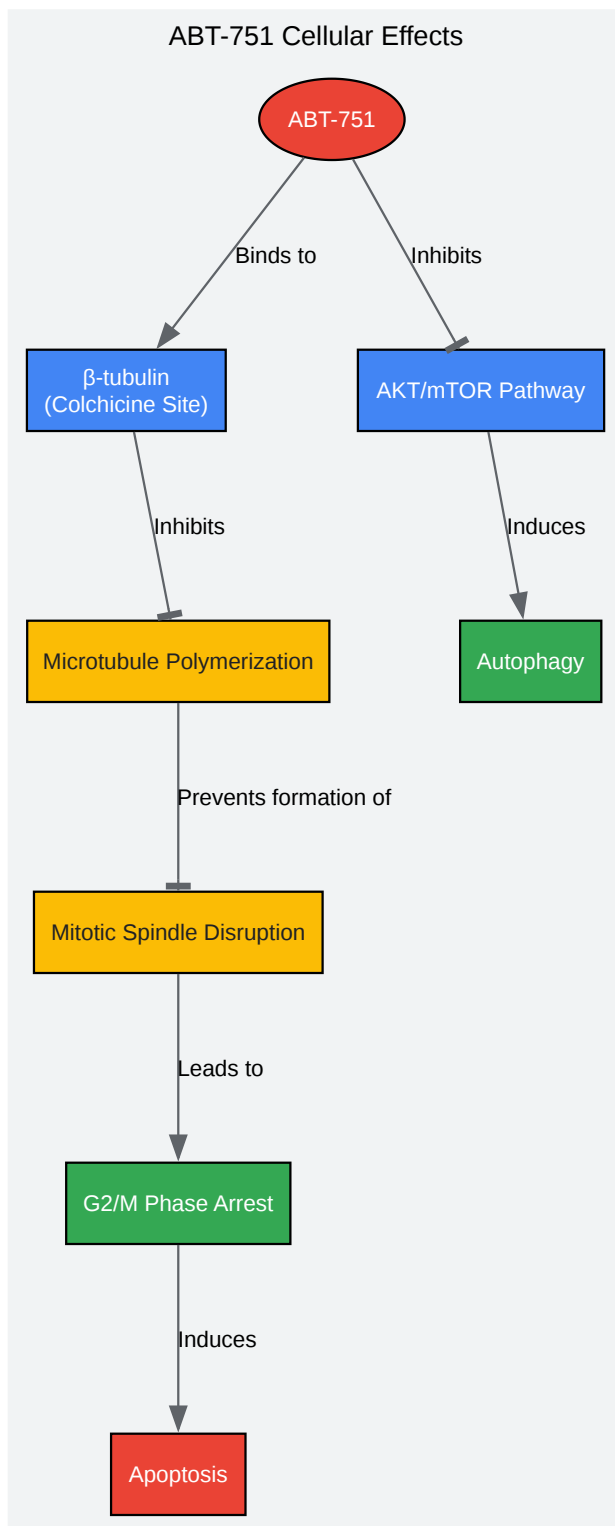 ABT-751 Cellular Effects
ABT-751
Binds to
Inhibits
β-tubulin
(Colchicine Site)
AKT/mTOR Pathway
Inhibits
Induces
Microtubule Polymerization
Autophagy
Prevents formation of
Mitotic Spindle Disruption
Leads to
G2/M Phase Arrest
Induces
Apoptosis